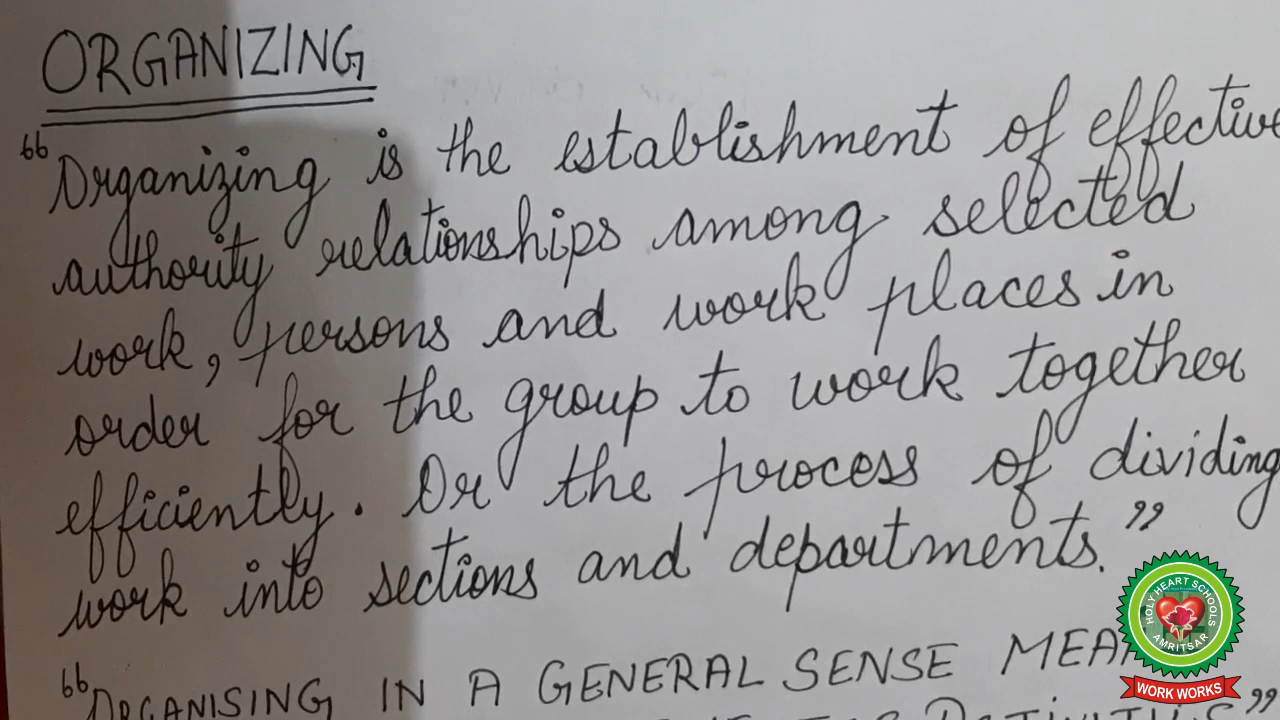 ORGANIZING
“Organizing is the establishment of effective
authority relationships among selected
work, persons and work places in
order for the group to work together
efficiently. Or the process of dividing
work into sections and departments.”
“ORGANISING IN A GENERAL SENSE MEA
HOLY HEART SCHOOLS
AMRITSAR
WORK WORKS